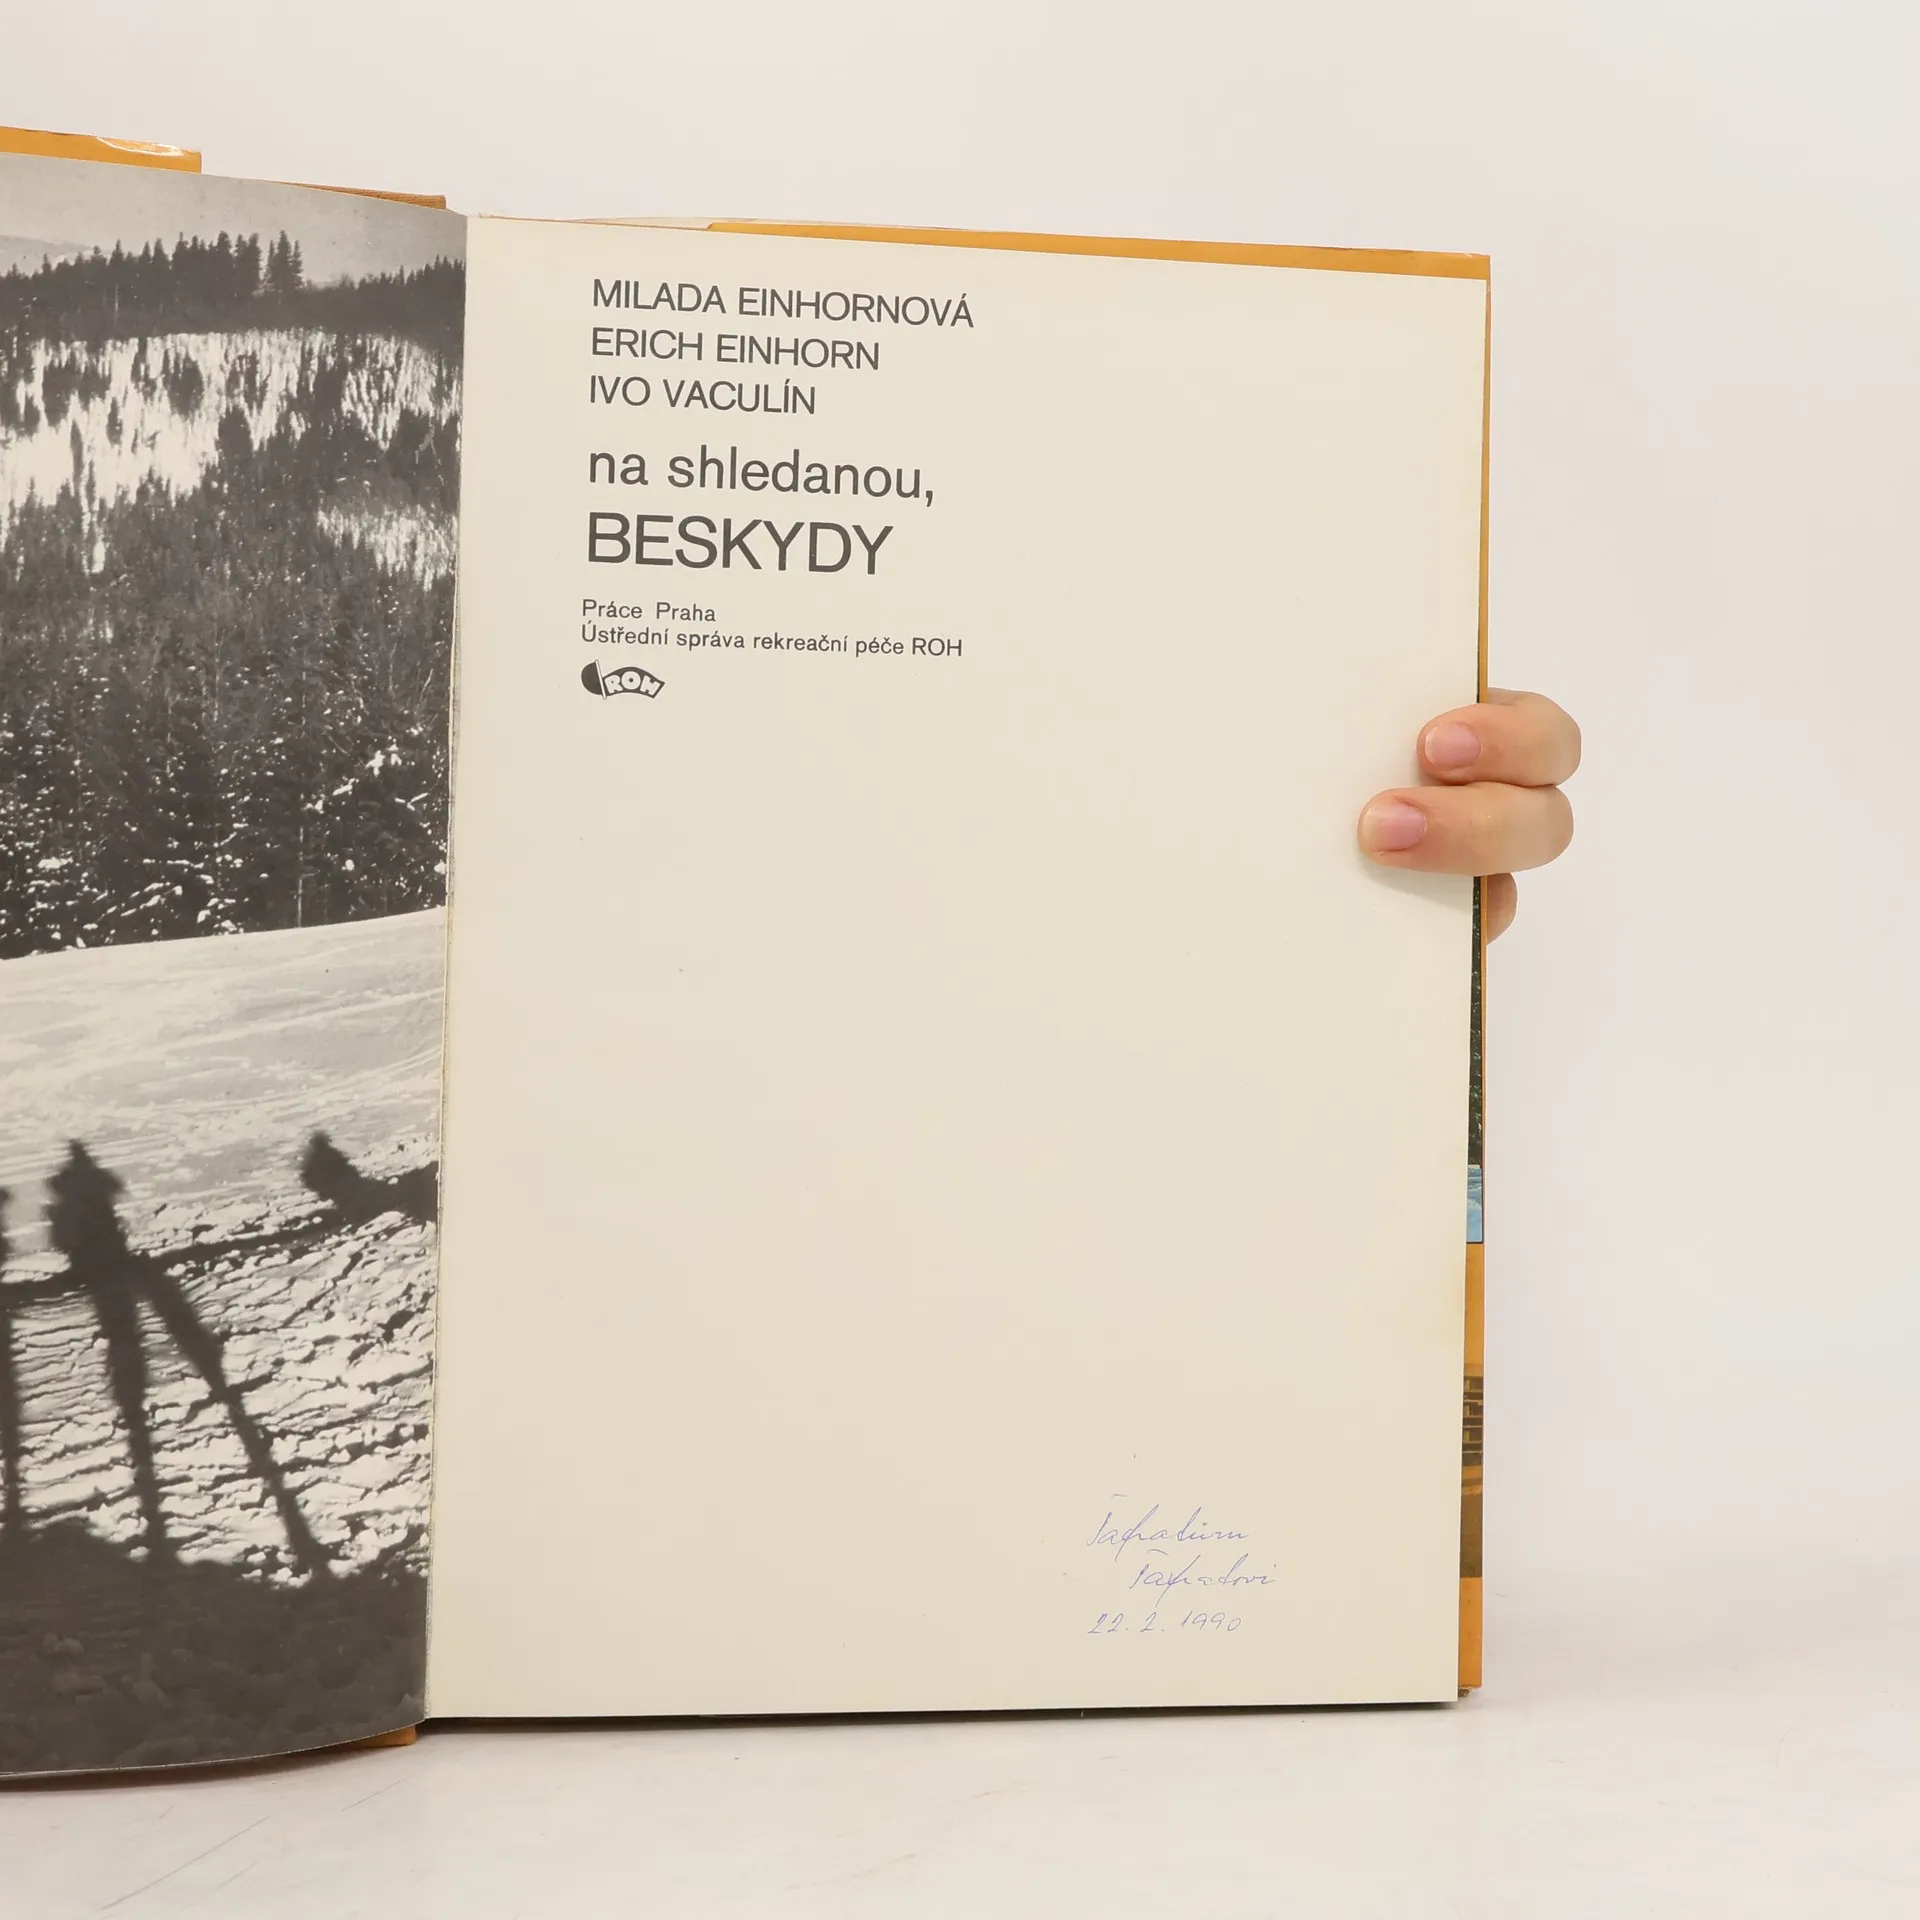 MILADA EINHORNOVÁ
ERICH EINHORN
IVO VACULÍN
na shledanou,
BESKYDY
Práce Praha
Ústřední správa rekreační péče ROH
ROH
22. 2. 1990